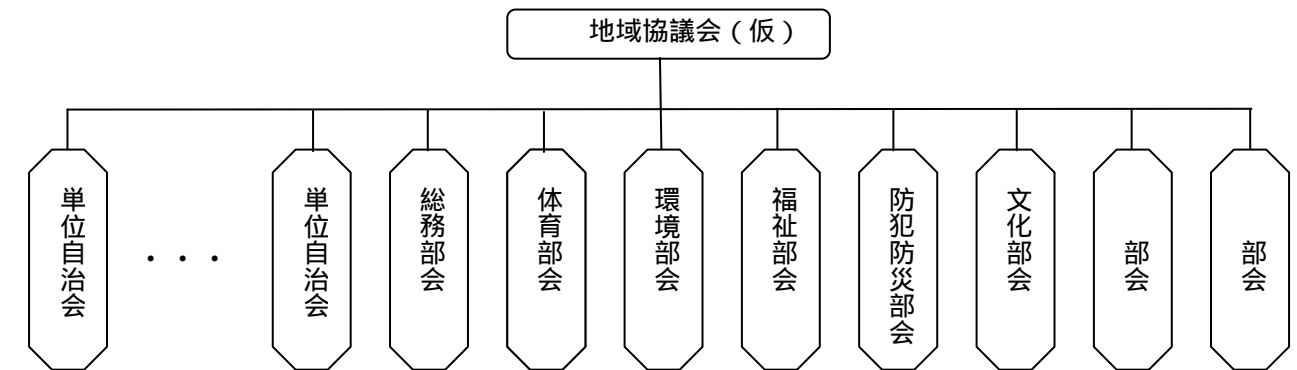 地域協議会(仮)
単位自治会
・・・
単位自治会
総務部会
体育部会
環境部会
福祉部会
防犯防災部会
文化部会
部会
部会